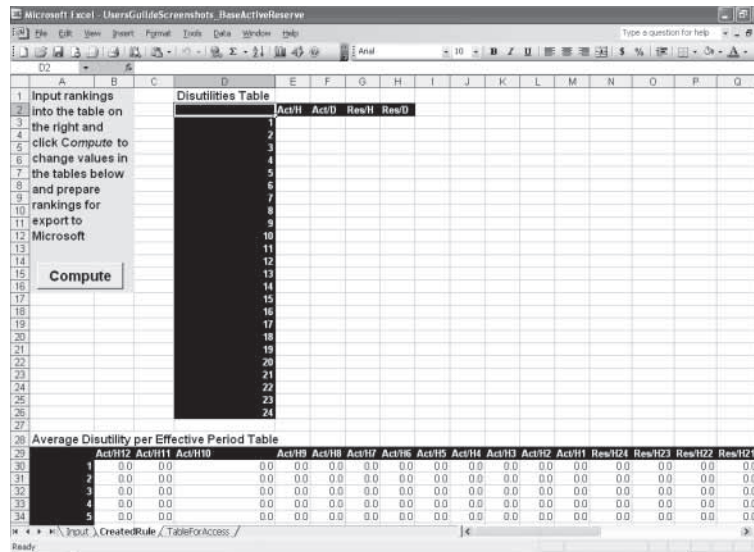 Microsoft Excel - UsersGuildeScreenshots_BaseActiveReserve
File Edit View Insert Format Tools Data Window Help
Type a question for help
Arial 10 B I U $ %
D2 fx
A B C D E F G H I J K L M N O P Q
1 Input rankings Disutilities Table
2 into the table on Act/H Act/D Res/H Res/D
3 the right and 1
4 click Compute to 2
5 change values in 3
6 the tables below 4
7 and prepare 5
8 rankings for 6
9 export to 7
10 Microsoft 8
11 9
12 10
13 11
14 12
15 Compute 13
16 14
17 15
18 16
19 17
20 18
21 19
22 20
23 21
24 22
25 23
26 24
27
28 Average Disutility per Effective Period Table
29 Act/H12 Act/H11 Act/H10 Act/H9 Act/H8 Act/H7 Act/H6 Act/H5 Act/H4 Act/H3 Act/H2 Act/H1 Res/H24 Res/H23 Res/H22 Res/H21
30 1 0.0 0.0 0.0 0.0 0.0 0.0 0.0 0.0 0.0 0.0 0.0 0.0 0.0 0.0 0.0 0.0
31 2 0.0 0.0 0.0 0.0 0.0 0.0 0.0 0.0 0.0 0.0 0.0 0.0 0.0 0.0 0.0 0.0
32 3 0.0 0.0 0.0 0.0 0.0 0.0 0.0 0.0 0.0 0.0 0.0 0.0 0.0 0.0 0.0 0.0
33 4 0.0 0.0 0.0 0.0 0.0 0.0 0.0 0.0 0.0 0.0 0.0 0.0 0.0 0.0 0.0 0.0
34 5 0.0 0.0 0.0 0.0 0.0 0.0 0.0 0.0 0.0 0.0 0.0 0.0 0.0 0.0 0.0 0.0
Input CreatedRule TableForAccess
Ready